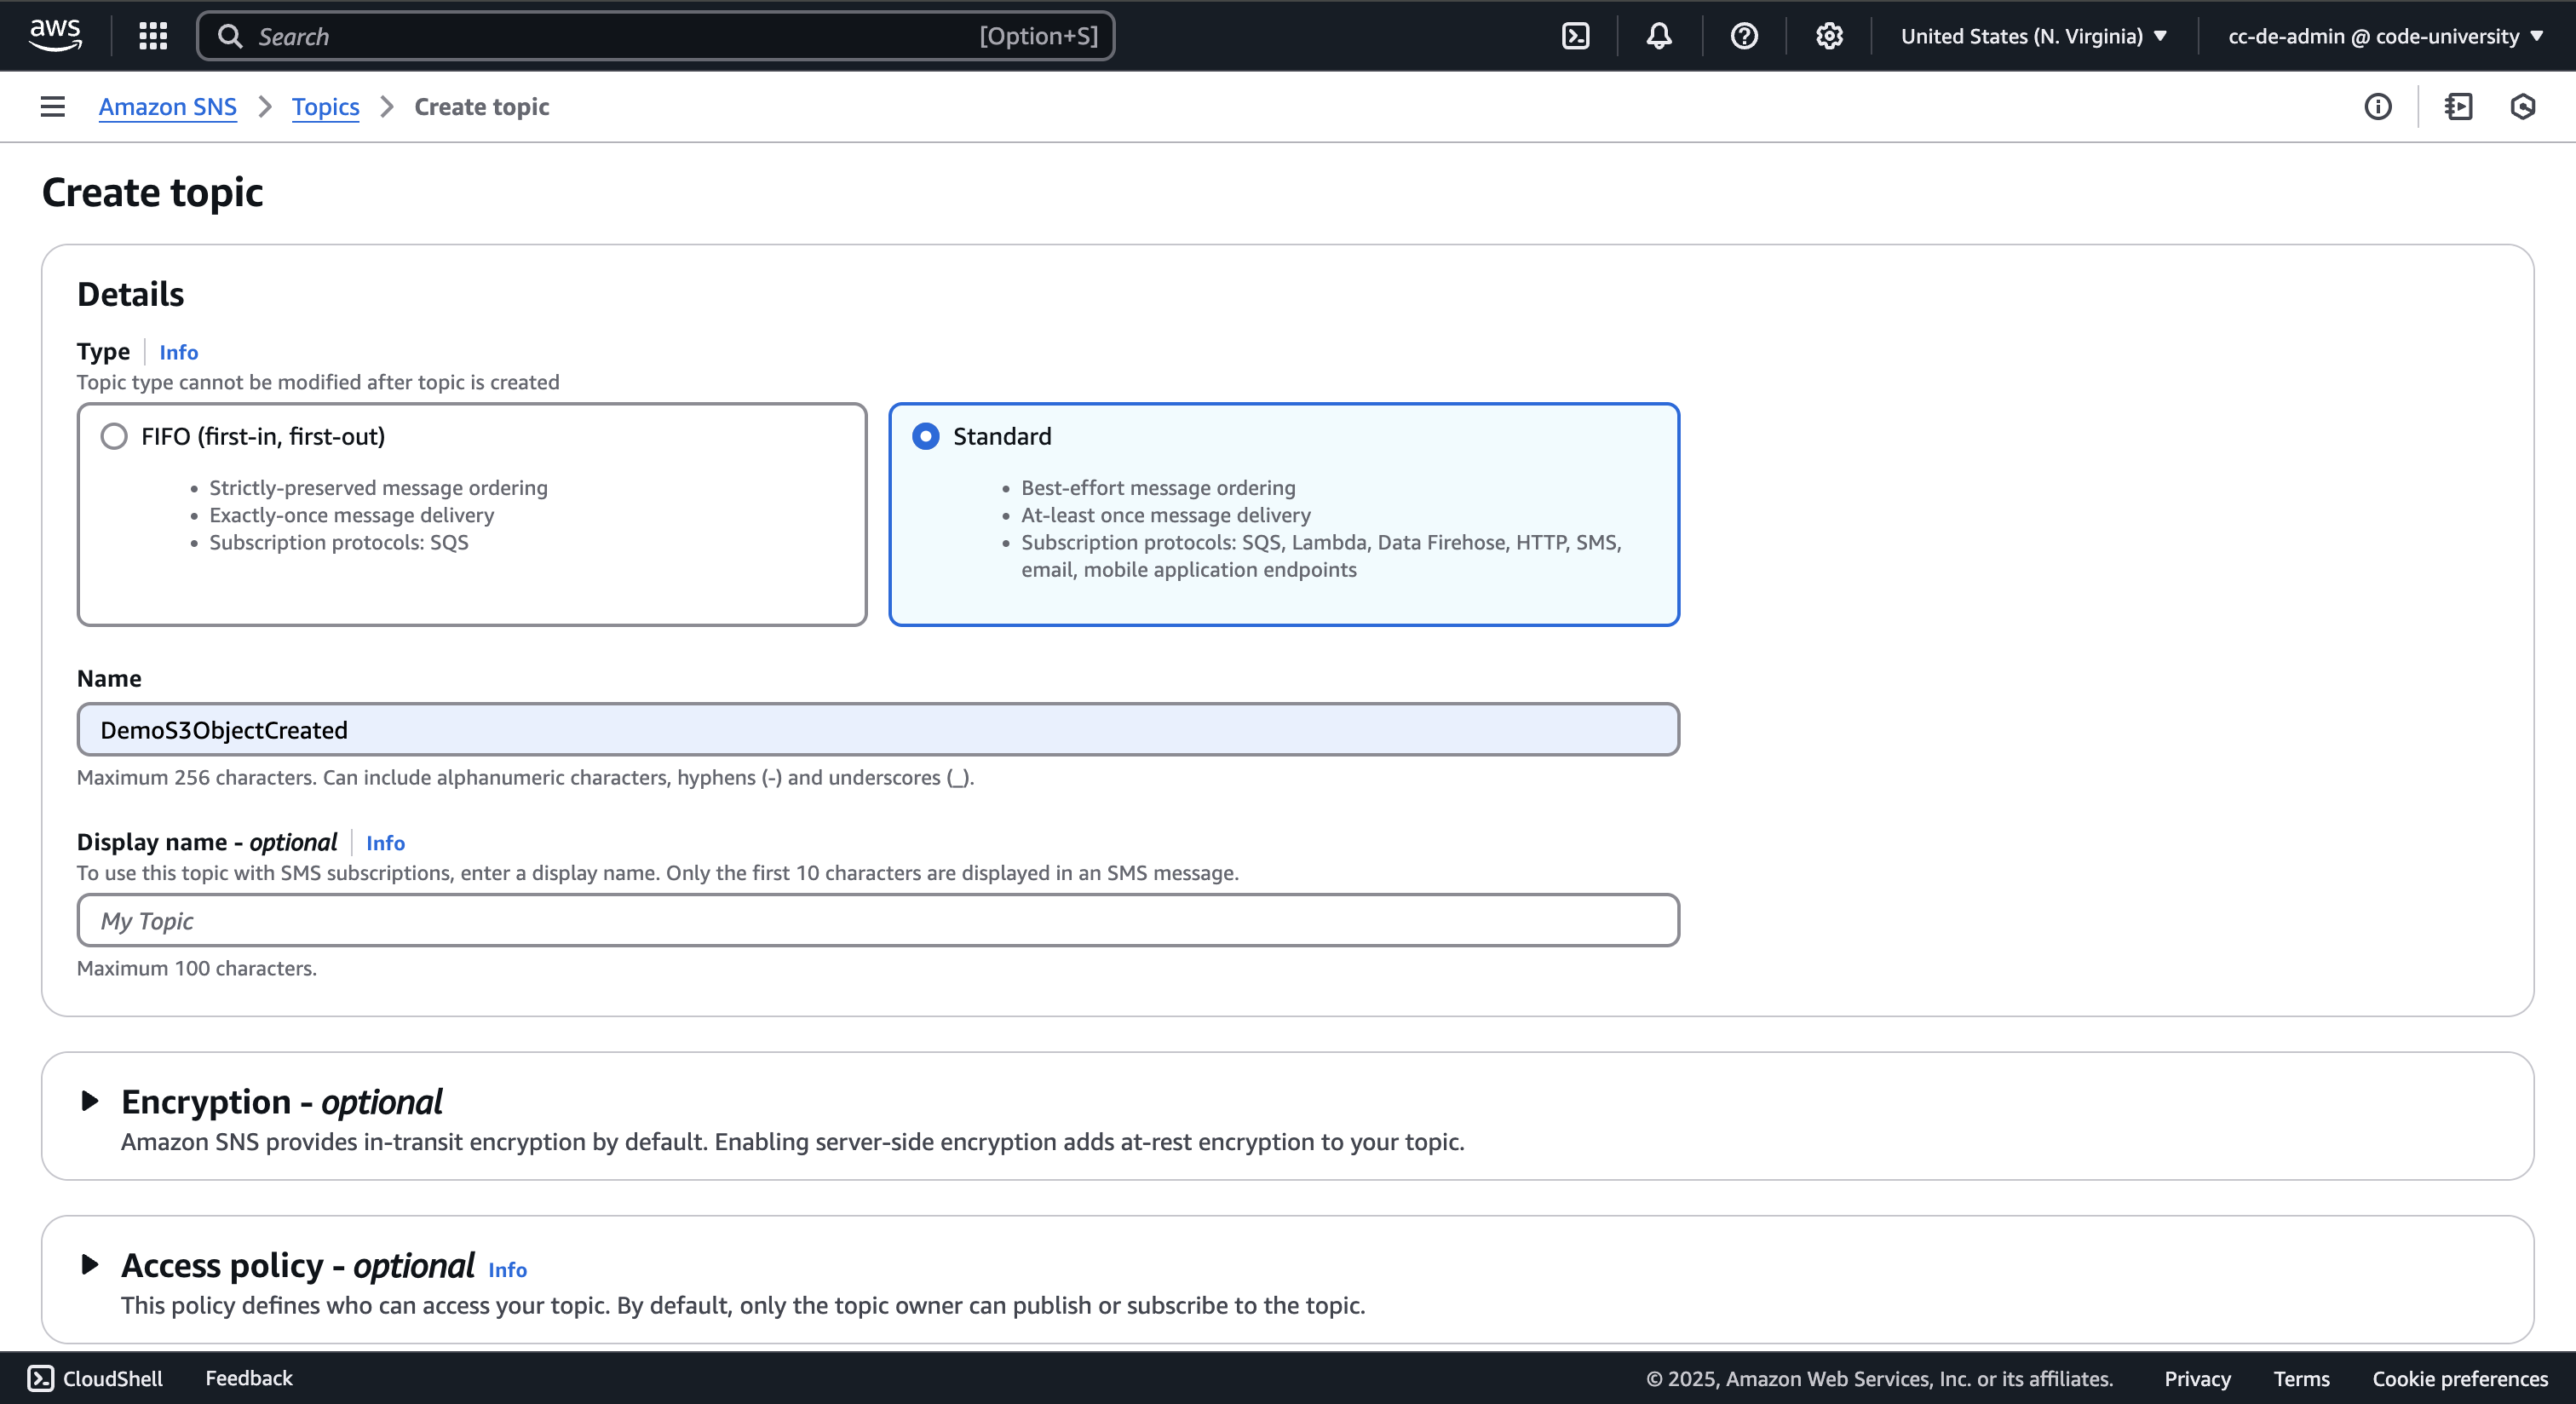 aws
Search
[Option+S]
United States (N. Virginia)
cc-de-admin @ code-university
Amazon SNS
Topics
Create topic
Create topic
Details
Type
Info
Topic type cannot be modified after topic is created
FIFO (first-in, first-out)
Strictly-preserved message ordering
Exactly-once message delivery
Subscription protocols: SQS
Standard
Best-effort message ordering
At-least once message delivery
Subscription protocols: SQS, Lambda, Data Firehose, HTTP, SMS,
email, mobile application endpoints
Name
DemoS3ObjectCreated
Maximum 256 characters. Can include alphanumeric characters, hyphens (-) and underscores (_).
Display name - optional
Info
To use this topic with SMS subscriptions, enter a display name. Only the first 10 characters are displayed in an SMS message.
My Topic
Maximum 100 characters.
Encryption - optional
Amazon SNS provides in-transit encryption by default. Enabling server-side encryption adds at-rest encryption to your topic.
Access policy - optional
Info
This policy defines who can access your topic. By default, only the topic owner can publish or subscribe to the topic.
CloudShell
Feedback
© 2025, Amazon Web Services, Inc. or its affiliates.
Privacy
Terms
Cookie preferences